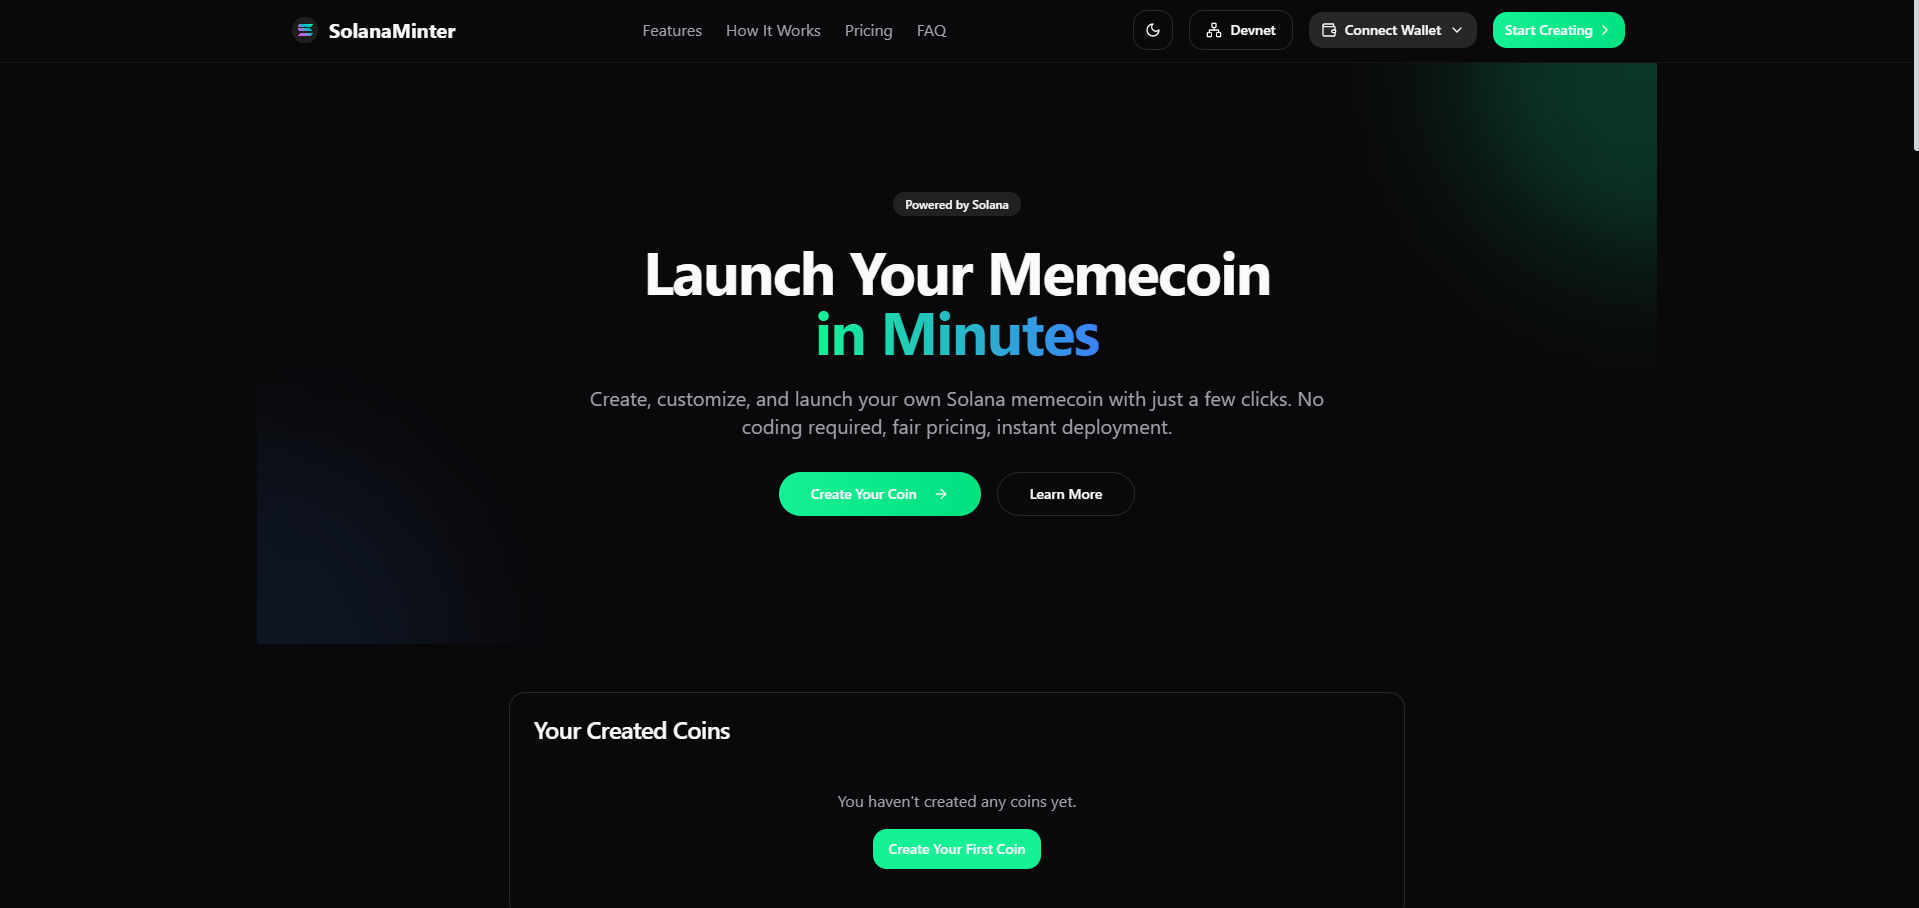 SolanaMinter
Features
How It Works
Pricing
FAQ
Devnet
Connect Wallet
Start Creating
Powered by Solana
Launch Your Memecoin
in Minutes
Create, customize, and launch your own Solana memecoin with just a few clicks. No
coding required, fair pricing, instant deployment.
Create Your Coin
Learn More
Your Created Coins
You haven't created any coins yet.
Create Your First Coin